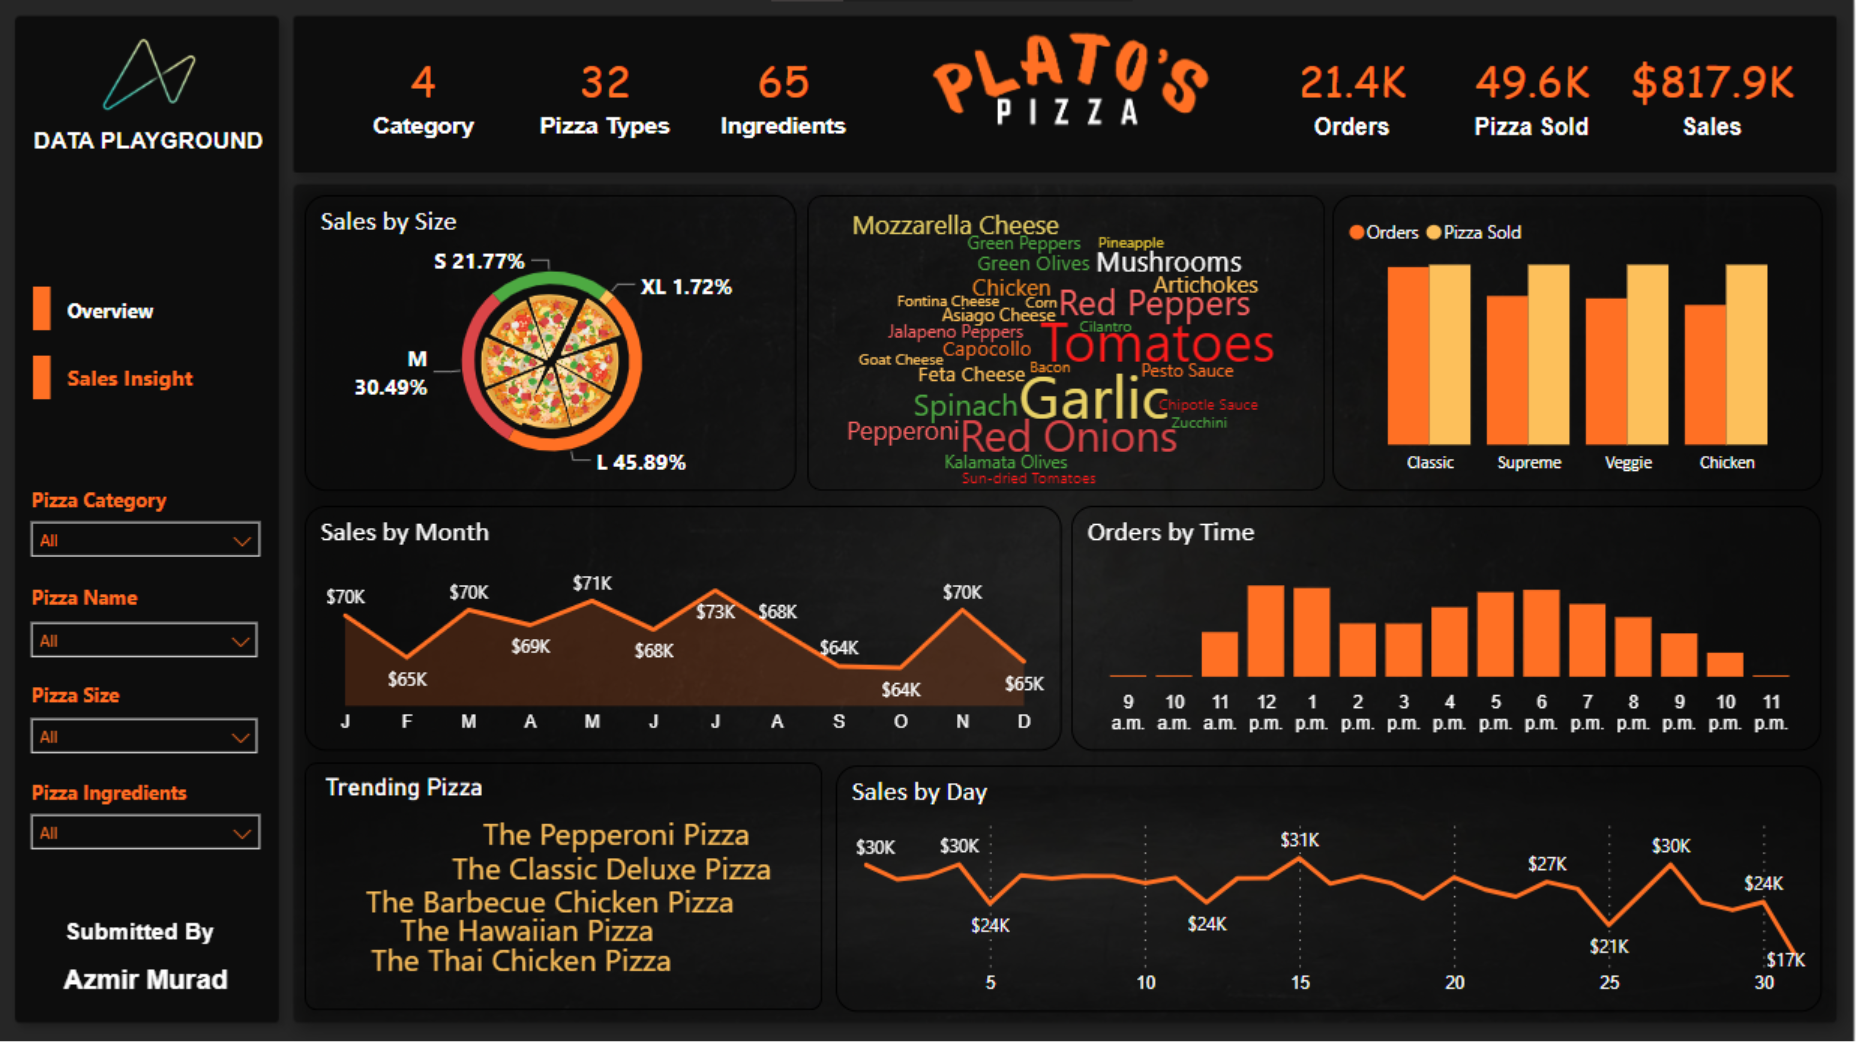 DATA PLAYGROUND
Overview
Sales Insight
Pizza Category
All
Pizza Name
All
Pizza Size
All
Pizza Ingredients
All
Submitted By
Azmir Murad
4
Category
32
Pizza Types
65
Ingredients
PLATO'S
PIZZA
21.4K
Orders
49.6K
Pizza Sold
$817.9K
Sales
Sales by Size
S 21.77%
XL 1.72%
M
30.49%
L 45.89%
Mozzarella Cheese
Green Peppers Pineapple
Green Olives Mushrooms
Chicken Artichokes
Fontina Cheese Corn Red Peppers
Asiago Cheese
Jalapeno Peppers Cilantro
Capocollo Tomatoes
Goat Cheese
Feta Cheese Bacon Pesto Sauce
Spinach Garlic Chipotle Sauce
Zucchini
Pepperoni Red Onions
Kalamata Olives
Sun-dried Tomatoes
Orders Pizza Sold
Classic Supreme Veggie Chicken
Sales by Month
$70K $65K $70K $69K $71K $68K $73K $68K $64K $64K $70K $65K
J F M A M J J A S O N D
Orders by Time
9 10 11 12 1 2 3 4 5 6 7 8 9 10 11
a.m. a.m. a.m. p.m. p.m. p.m. p.m. p.m. p.m. p.m. p.m. p.m. p.m. p.m. p.m.
Trending Pizza
The Pepperoni Pizza
The Classic Deluxe Pizza
The Barbecue Chicken Pizza
The Hawaiian Pizza
The Thai Chicken Pizza
Sales by Day
$30K $30K $24K $24K $31K $27K $21K $30K $24K $17K
5 10 15 20 25 30